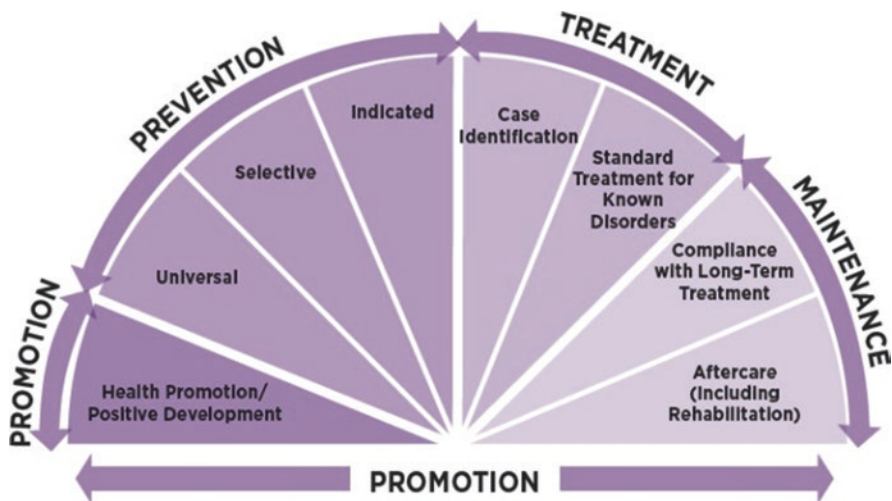 PROMOTION
PREVENTION
TREATMENT
MAINTENANCE
Health Promotion/
Positive Development
Universal
Selective
Indicated
Case
Identification
Standard
Treatment for
Known
Disorders
Compliance
with Long-Term
Treatment
Aftercare
(Including
Rehabilitation)
PROMOTION